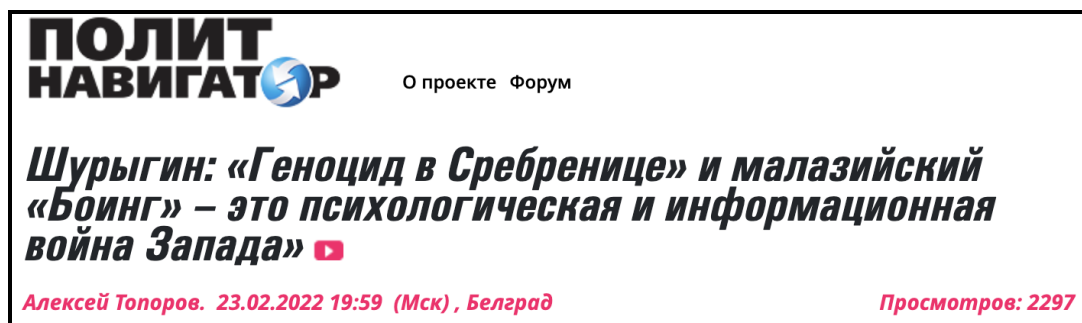 ПОЛИТ
НАВИГАТОР
О проекте Форум
Шурыгин: «Геноцид в Сребренице» и малазийский
«Боинг» – это психологическая и информационная
война Запада»
Алексей Топоров. 23.02.2022 19:59 (Мск) , Белград
Просмотров: 2297